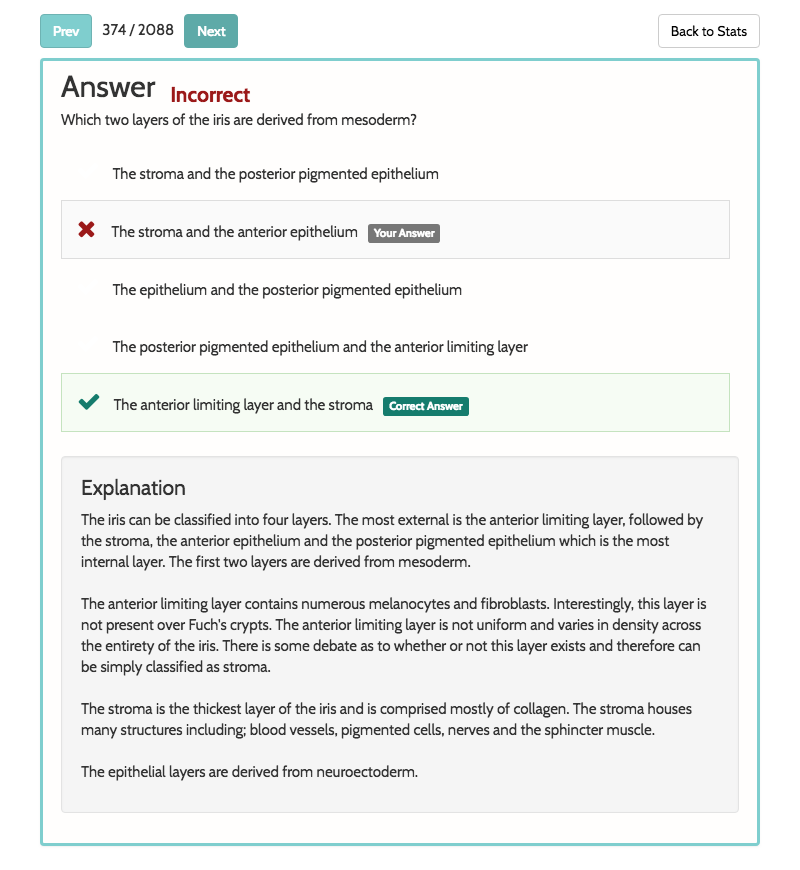 Prev 374 / 2088 Next Back to Stats
Answer Incorrect
Which two layers of the iris are derived from mesoderm?
The stroma and the posterior pigmented epithelium
The stroma and the anterior epithelium Your Answer
The epithelium and the posterior pigmented epithelium
The posterior pigmented epithelium and the anterior limiting layer
The anterior limiting layer and the stroma Correct Answer
Explanation
The iris can be classified into four layers. The most external is the anterior limiting layer, followed by
the stroma, the anterior epithelium and the posterior pigmented epithelium which is the most
internal layer. The first two layers are derived from mesoderm.
The anterior limiting layer contains numerous melanocytes and fibroblasts. Interestingly, this layer is
not present over Fuch's crypts. The anterior limiting layer is not uniform and varies in density across
the entirety of the iris. There is some debate as to whether or not this layer exists and therefore can
be simply classified as stroma.
The stroma is the thickest layer of the iris and is comprised mostly of collagen. The stroma houses
many structures including; blood vessels, pigmented cells, nerves and the sphincter muscle.
The epithelial layers are derived from neuroectoderm.